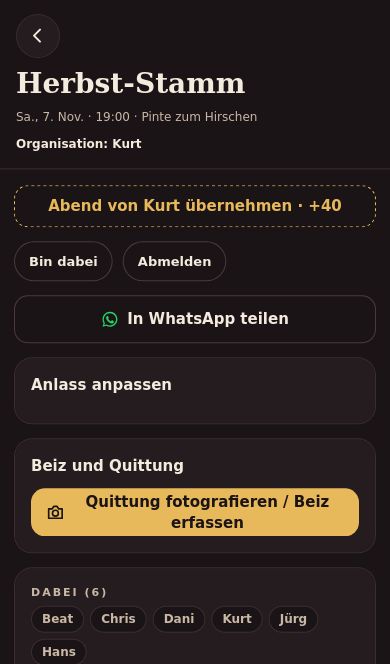 Herbst-Stamm
Sa., 7. Nov. · 19:00 · Pinte zum Hirschen
Organisation: Kurt
Abend von Kurt übernehmen · +40
Bin dabei Abmelden
In WhatsApp teilen
Anlass anpassen
Beiz und Quittung
Quittung fotografieren / Beiz
erfassen
DABEI (6)
Beat Chris Dani Kurt Jürg
Hans